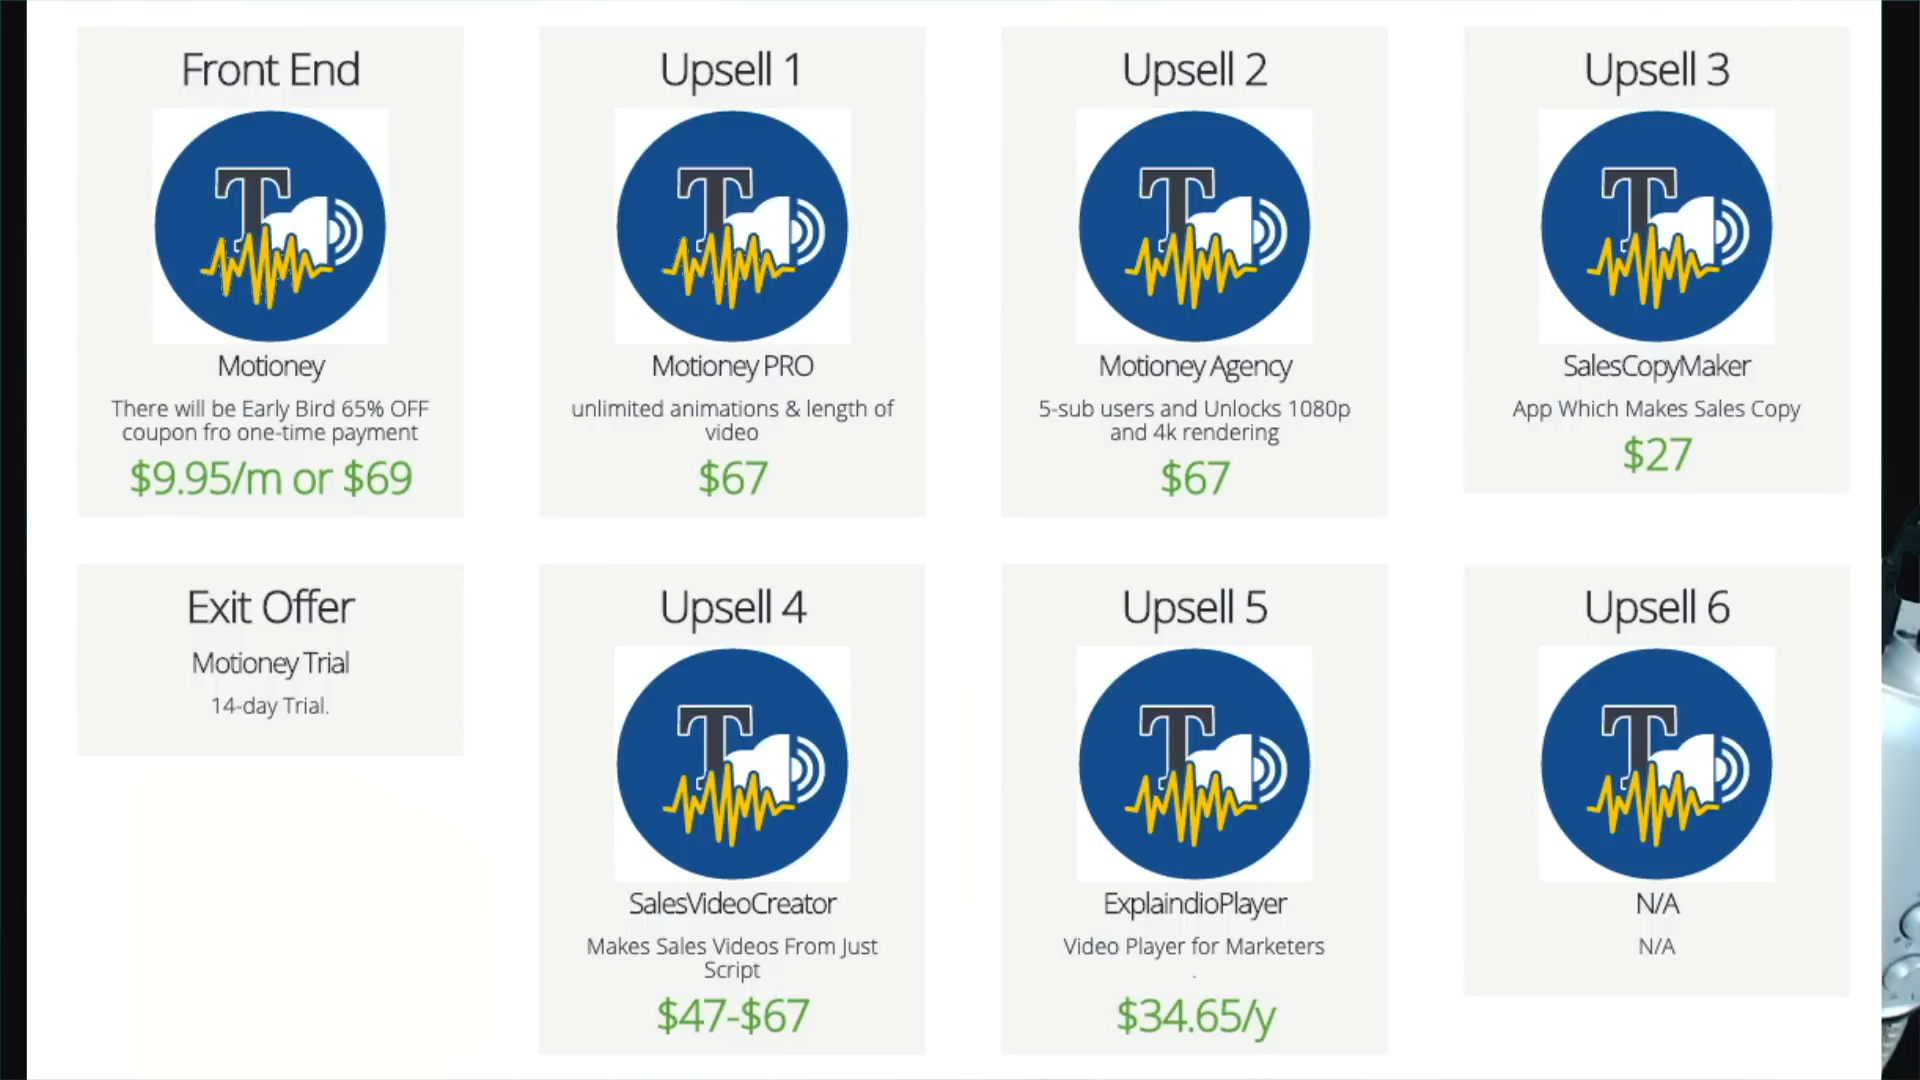 Front End
Motioney
There will be Early Bird 65% OFF
coupon fro one-time payment
$9.95/m or $69
Upsell 1
Motioney PRO
unlimited animations & length of
video
$67
Upsell 2
Motioney Agency
5-sub users and Unlocks 1080p
and 4k rendering
$67
Upsell 3
SalesCopyMaker
App Which Makes Sales Copy
$27
Exit Offer
Motioney Trial
14-day Trial.
Upsell 4
SalesVideoCreator
Makes Sales Videos From Just
Script
$47-$67
Upsell 5
ExplaindioPlayer
Video Player for Marketers
.
$34.65/y
Upsell 6
N/A
N/A